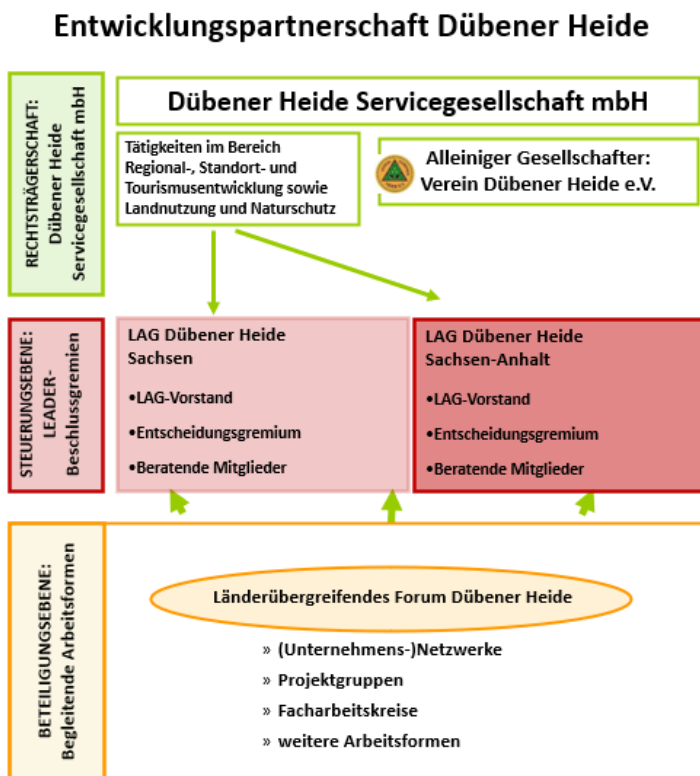 Entwicklungspartnerschaft Dübener Heide
RECHTSTRÄGERSCHAFT:
Dübener Heide
Servicegesellschaft mbH
Dübener Heide Servicegesellschaft mbH
Tätigkeiten im Bereich
Regional-, Standort- und
Tourismusentwicklung sowie
Landnutzung und Naturschutz
Alleiniger Gesellschafter:
Verein Dübener Heide e.V.
STEUERUNGSEBENE:
LEADER-
Beschlussgremien
LAG Dübener Heide
Sachsen
•LAG-Vorstand
•Entscheidungsgremium
•Beratende Mitglieder
LAG Dübener Heide
Sachsen-Anhalt
•LAG-Vorstand
•Entscheidungsgremium
•Beratende Mitglieder
BETEILIGUNGSEBENE:
Begleitende Arbeitsformen
Länderübergreifendes Forum Dübener Heide
» (Unternehmens-)Netzwerke
» Projektgruppen
» Facharbeitskreise
» weitere Arbeitsformen